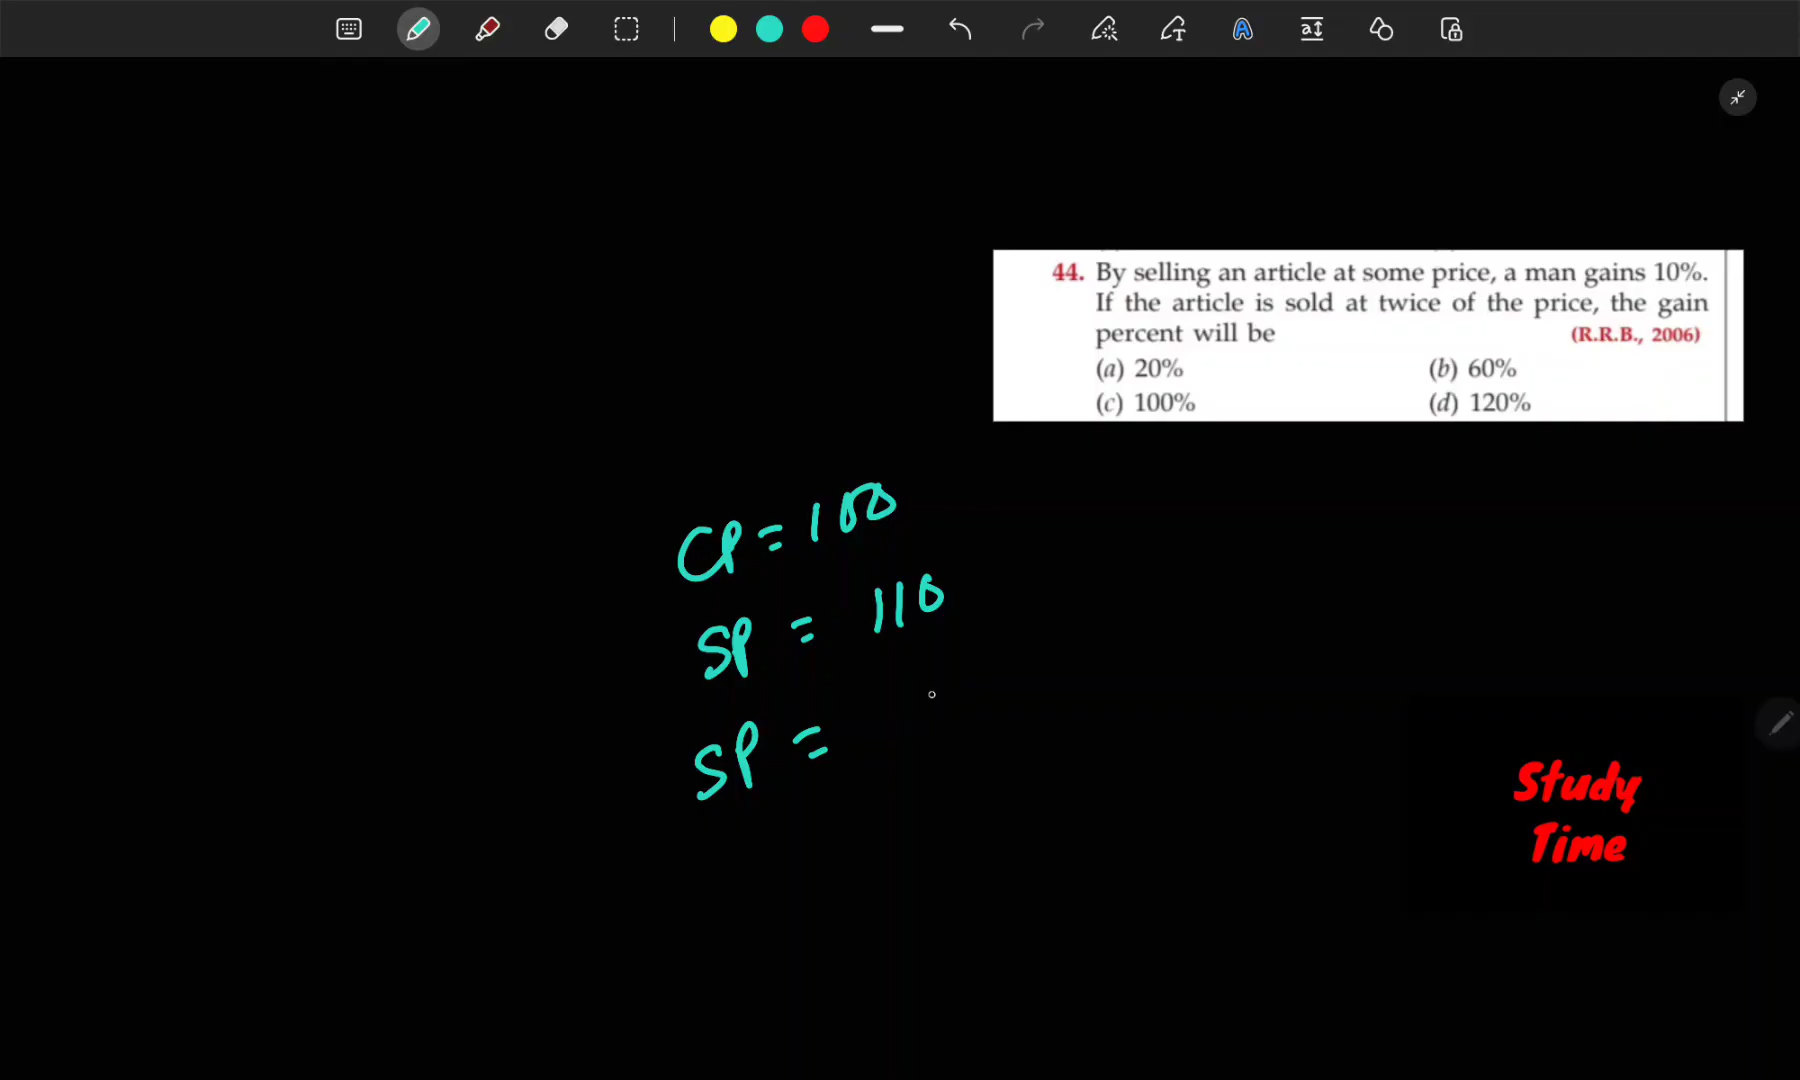 44. By selling an article at some price, a man gains 10%.
If the article is sold at twice of the price, the gain
percent will be (R.R.B., 2006)
(a) 20% (b) 60%
(c) 100% (d) 120%
CP = 100
SP = 110
SP =
Study
Time